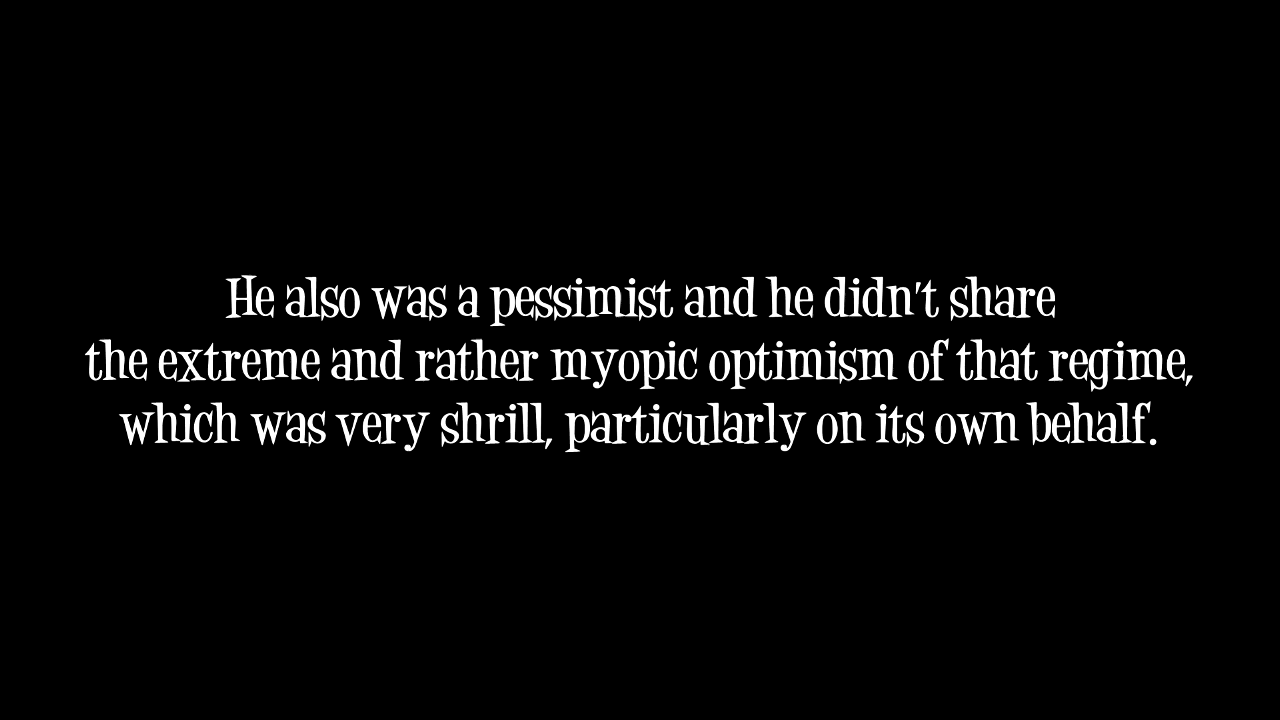 He also was a pessimist and he didn't share
the extreme and rather myopic optimism of that regime,
which was very shrill, particularly on its own behalf.